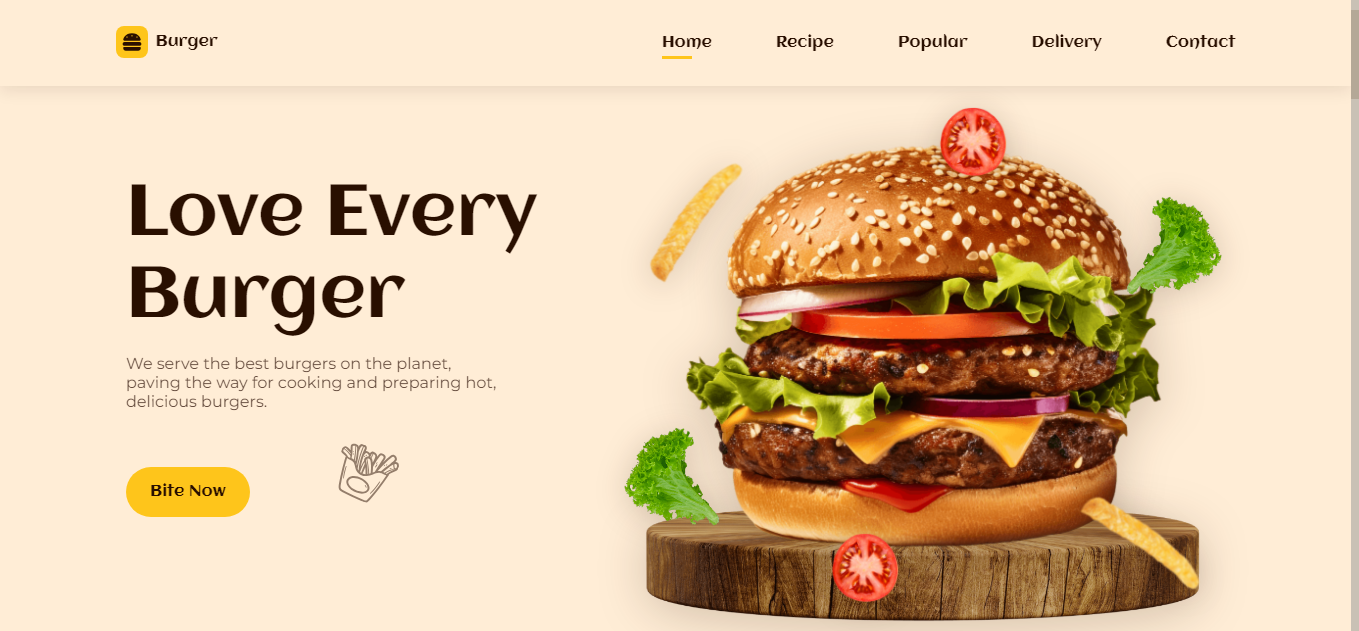 Burger
Home Recipe Popular Delivery Contact
Love Every
Burger
We serve the best burgers on the planet,
paving the way for cooking and preparing hot,
delicious burgers.
Bite Now